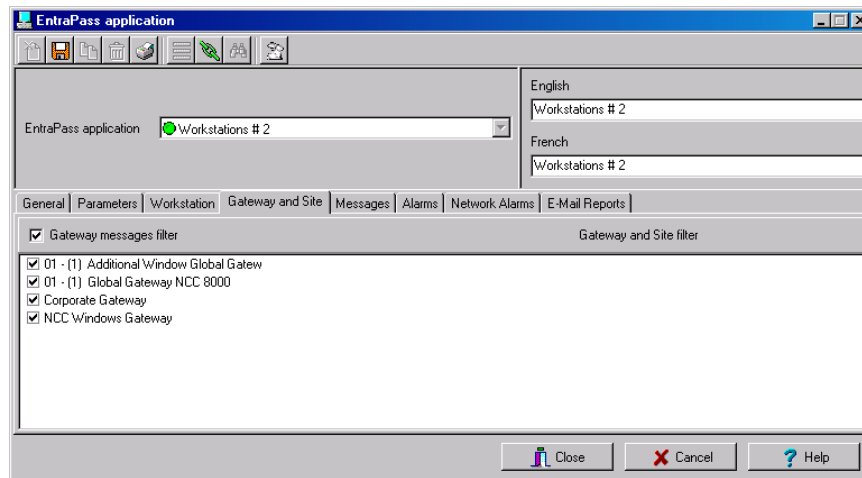 EntraPass application
English
Workstations # 2
EntraPass application Workstations # 2
French
Workstations # 2
General Parameters Workstation Gateway and Site Messages Alarms Network Alarms E-Mail Reports
Gateway messages filter Gateway and Site filter
01 - (1) Additional Window Global Gatew
01 - (1) Global Gateway NCC 8000
Corporate Gateway
NCC Windows Gateway
Close Cancel Help